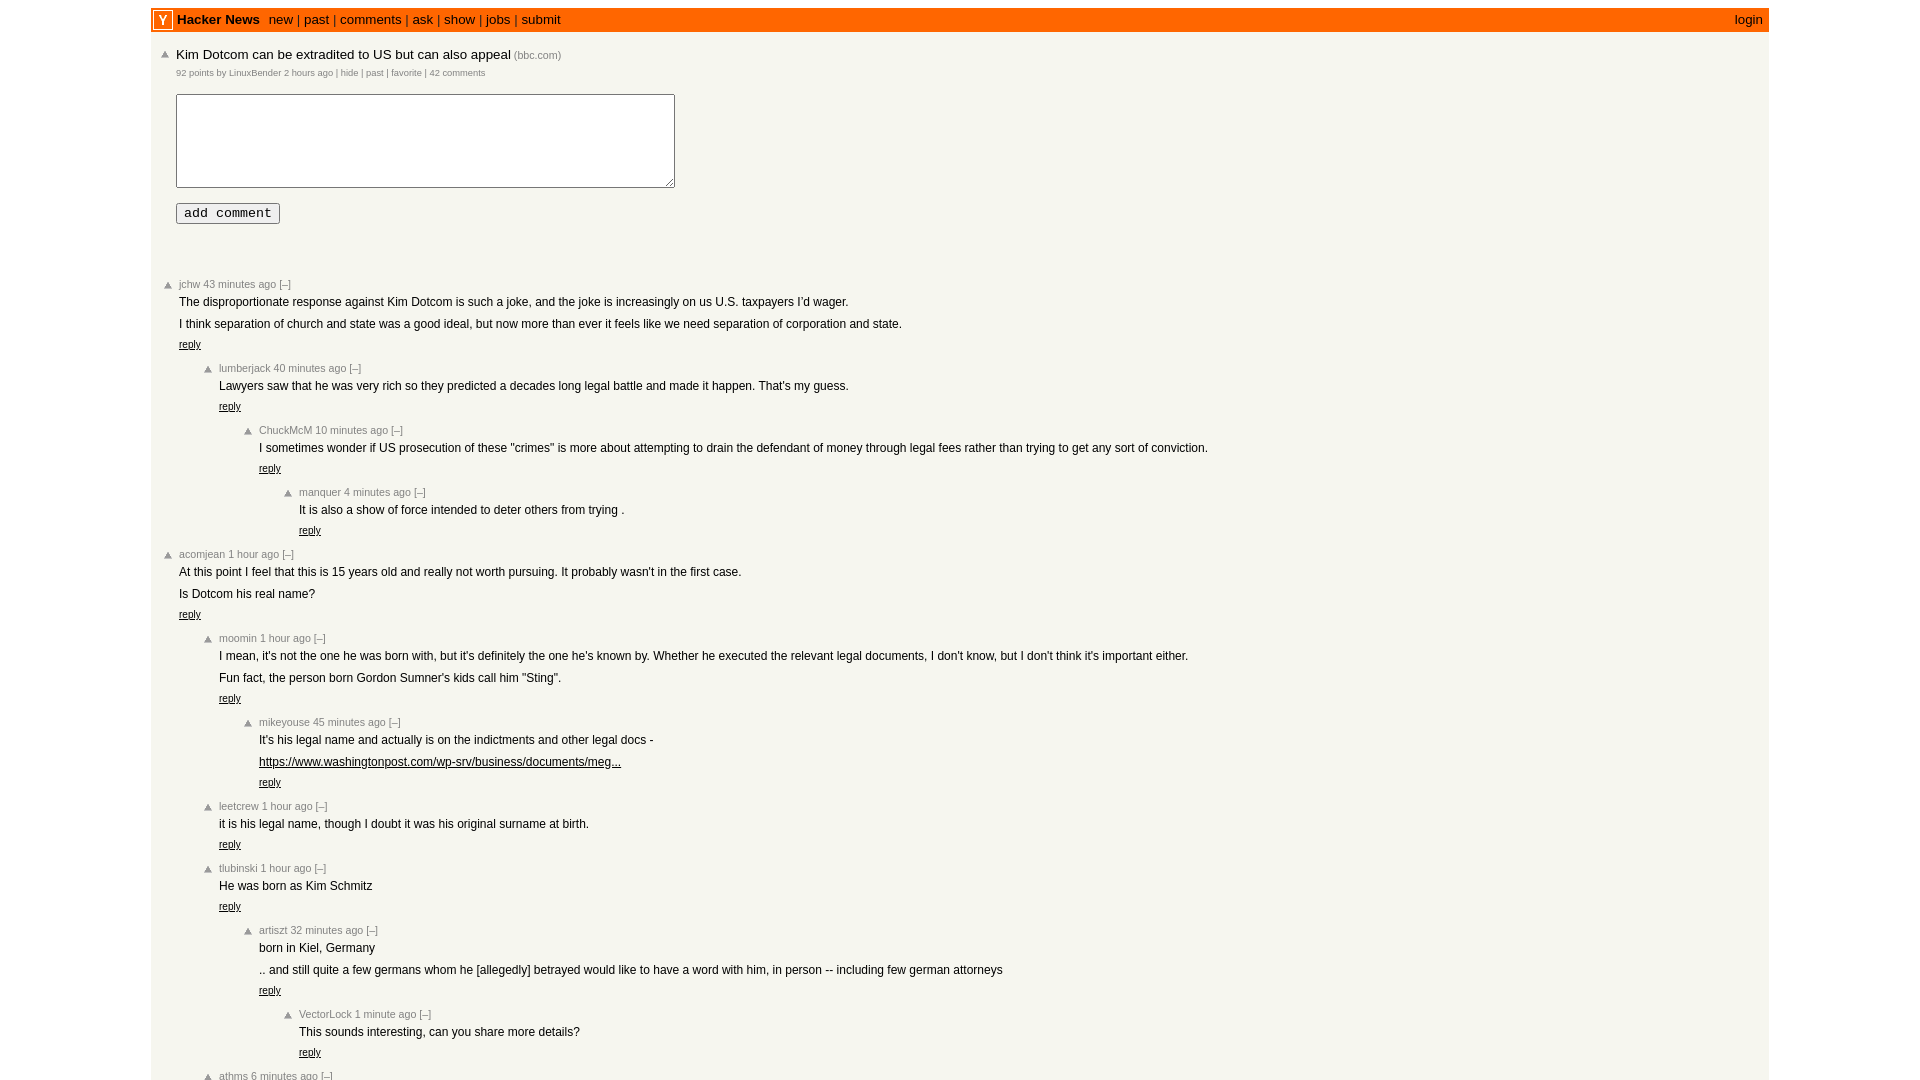 Y Hacker News new | past | comments | ask | show | jobs | submit login
Kim Dotcom can be extradited to US but can also appeal (bbc.com)
92 points by LinuxBender 2 hours ago | hide | past | favorite | 42 comments
add comment
jchw 43 minutes ago [–]
The disproportionate response against Kim Dotcom is such a joke, and the joke is increasingly on us U.S. taxpayers I'd wager.
I think separation of church and state was a good ideal, but now more than ever it feels like we need separation of corporation and state.
reply
lumberjack 40 minutes ago [–]
Lawyers saw that he was very rich so they predicted a decades long legal battle and made it happen. That's my guess.
reply
ChuckMcM 10 minutes ago [–]
I sometimes wonder if US prosecution of these "crimes" is more about attempting to drain the defendant of money through legal fees rather than trying to get any sort of conviction.
reply
manquer 4 minutes ago [–]
It is also a show of force intended to deter others from trying .
reply
acomjean 1 hour ago [–]
At this point I feel that this is 15 years old and really not worth pursuing. It probably wasn't in the first case.
Is Dotcom his real name?
reply
moomin 1 hour ago [–]
I mean, it's not the one he was born with, but it's definitely the one he's known by. Whether he executed the relevant legal documents, I don't know, but I don't think it's important either.
Fun fact, the person born Gordon Sumner's kids call him "Sting".
reply
mikeyouse 45 minutes ago [–]
It's his legal name and actually is on the indictments and other legal docs -
https://www.washingtonpost.com/wp-srv/business/documents/meg...
reply
leetcrew 1 hour ago [–]
it is his legal name, though I doubt it was his original surname at birth.
reply
tlubinski 1 hour ago [–]
He was born as Kim Schmitz
reply
artiszt 32 minutes ago [–]
born in Kiel, Germany
.. and still quite a few germans whom he [allegedly] betrayed would like to have a word with him, in person -- including few german attorneys
reply
VectorLock 1 minute ago [–]
This sounds interesting, can you share more details?
reply
athms 6 minutes ago [–]